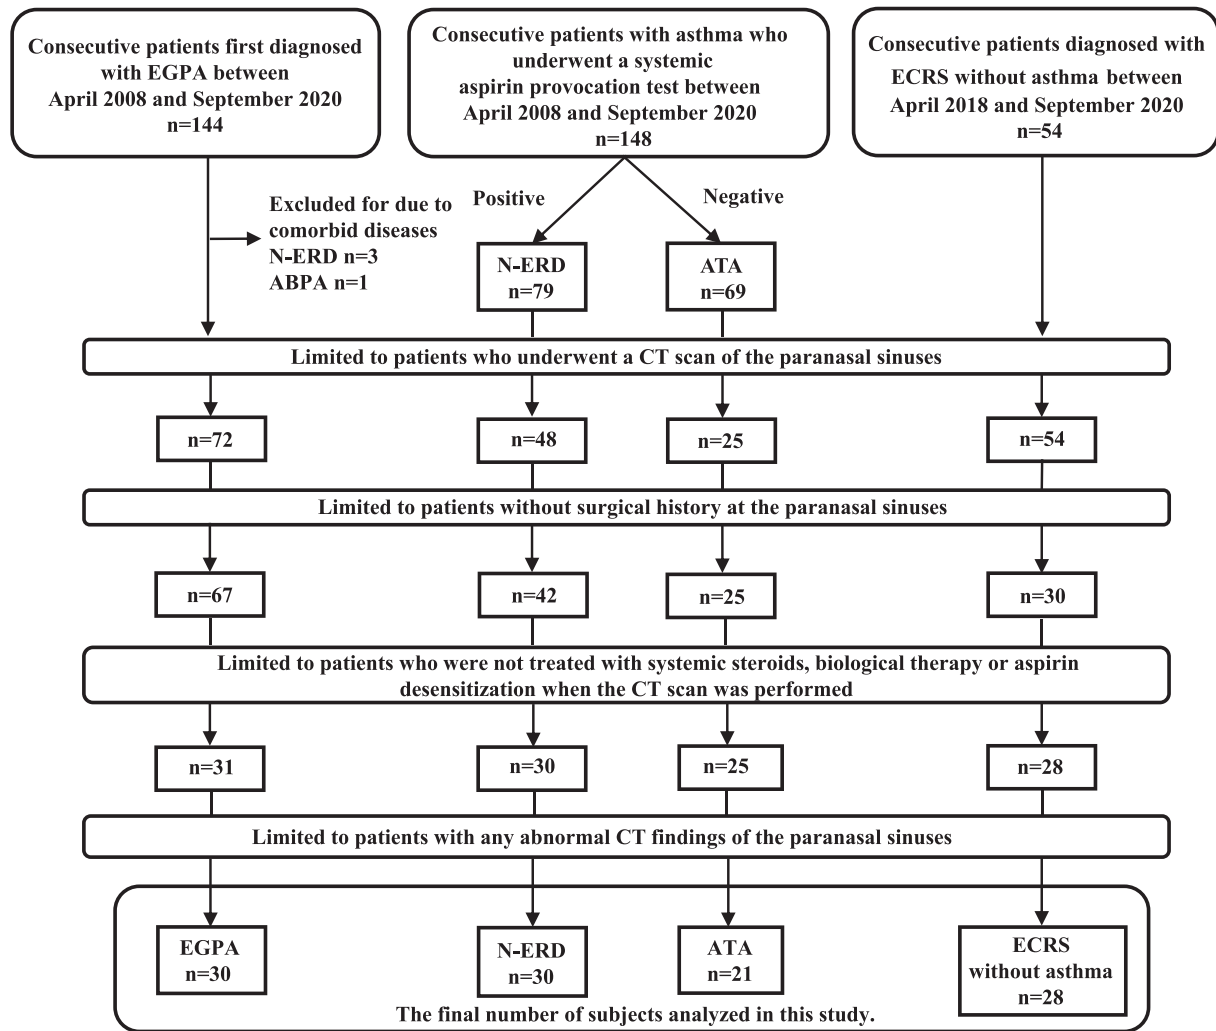 Consecutive patients first diagnosed
with EGPA between
April 2008 and September 2020
n=144
Consecutive patients with asthma who
underwent a systemic
aspirin provocation test between
April 2008 and September 2020
n=148
Consecutive patients diagnosed with
ECRS without asthma between
April 2018 and September 2020
n=54
Excluded for due to
comorbid diseases
N-ERD n=3
ABPA n=1
Positive
Negative
N-ERD
n=79
ATA
n=69
Limited to patients who underwent a CT scan of the paranasal sinuses
n=72
n=48
n=25
n=54
Limited to patients without surgical history at the paranasal sinuses
n=67
n=42
n=25
n=30
Limited to patients who were not treated with systemic steroids, biological therapy or aspirin
desensitization when the CT scan was performed
n=31
n=30
n=25
n=28
Limited to patients with any abnormal CT findings of the paranasal sinuses
EGPA
n=30
N-ERD
n=30
ATA
n=21
ECRS
without asthma
n=28
The final number of subjects analyzed in this study.